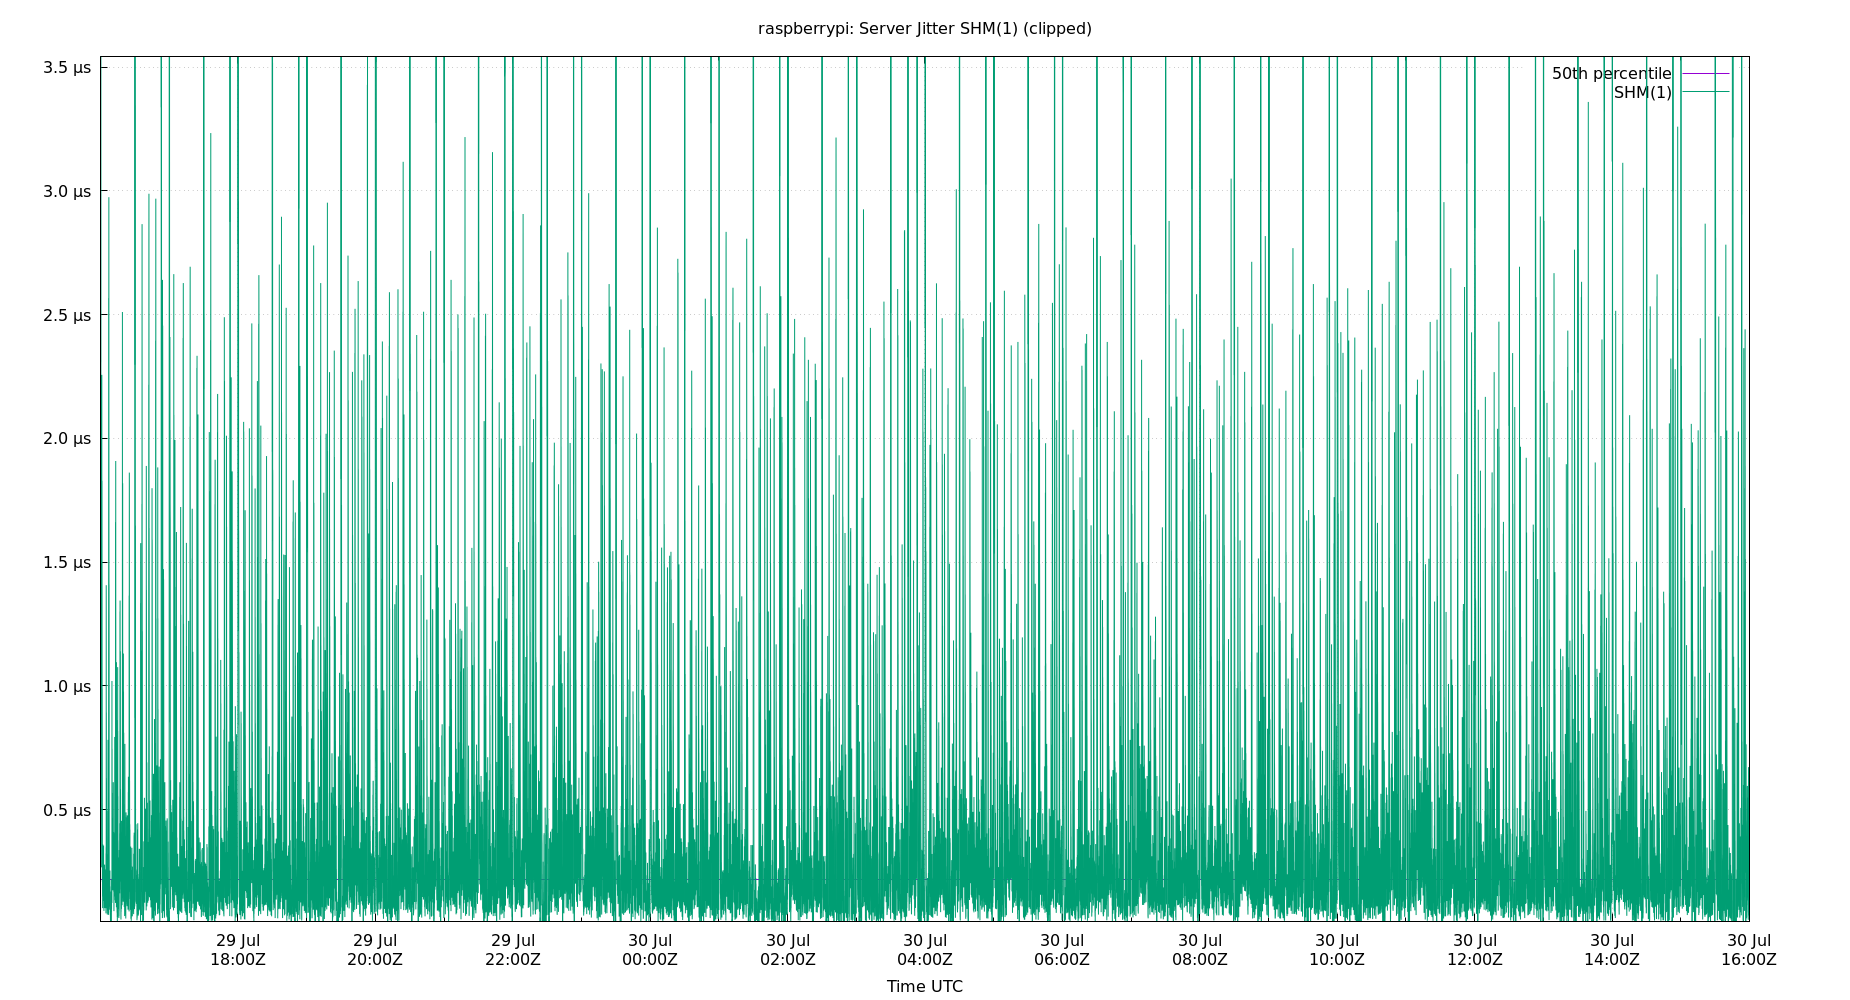 raspberrypi: Server Jitter SHM(1) (clipped)
3.5 µs
3.0 µs
2.5 µs
2.0 µs
1.5 µs
1.0 µs
0.5 µs
50th percentile
SHM(1)
29 Jul 29 Jul 29 Jul 30 Jul 30 Jul 30 Jul 30 Jul 30 Jul 30 Jul 30 Jul 30 Jul 30 Jul
18:00Z 20:00Z 22:00Z 00:00Z 02:00Z 04:00Z 06:00Z 08:00Z 10:00Z 12:00Z 14:00Z 16:00Z
Time UTC